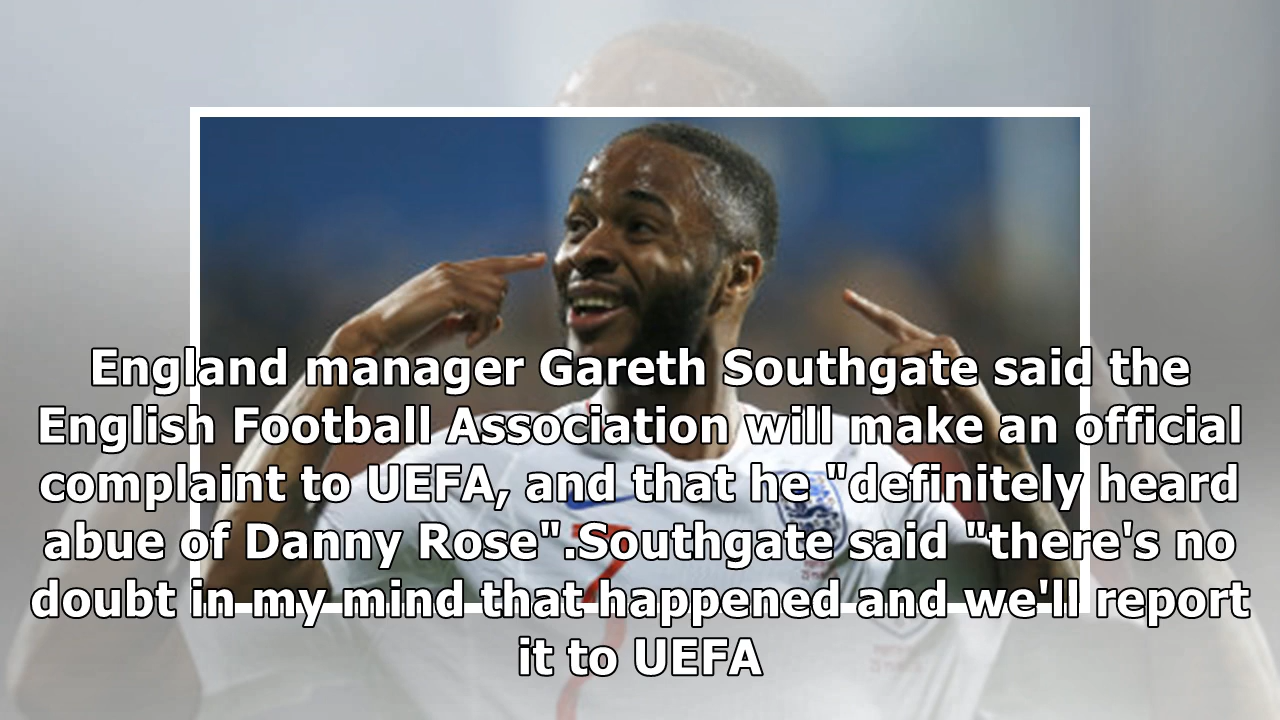 England manager Gareth Southgate said the
English Football Association will make an official
complaint to UEFA, and that he "definitely heard
abue of Danny Rose".Southgate said "there's no
doubt in my mind that happened and we'll report
it to UEFA